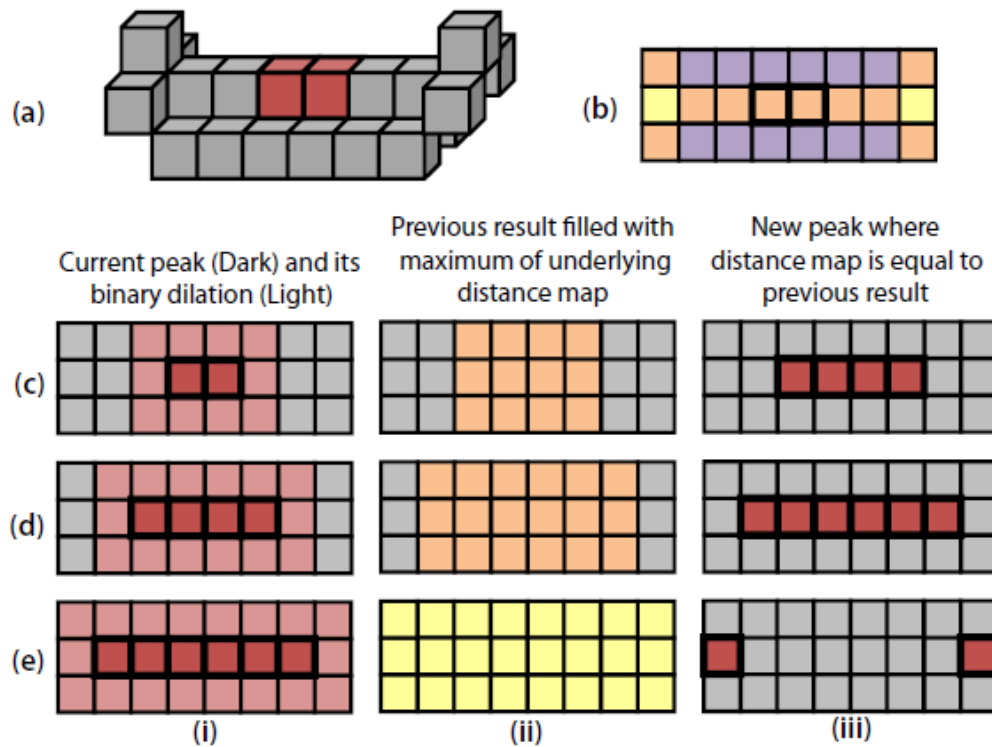 (a)
(b)
Current peak (Dark) and its
binary dilation (Light)
Previous result filled with
maximum of underlying
distance map
New peak where
distance map is equal to
previous result
(c)
(d)
(e)
(i)
(ii)
(iii)